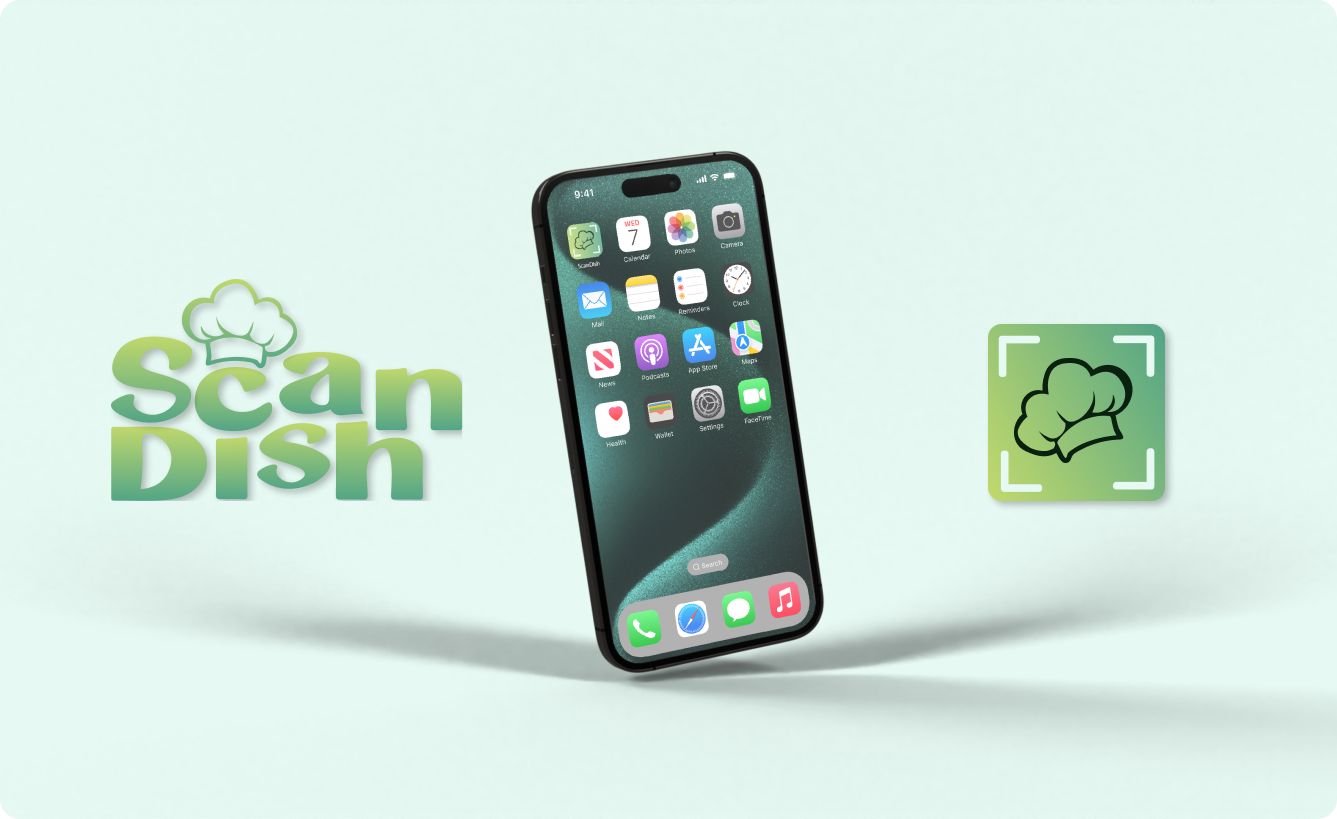 Scan
Dish
9:41
WED
7
ScanDish
Calendar
Photos
Camera
Mail
Notes
Reminders
Clock
News
Podcasts
App Store
Maps
Health
Wallet
Settings
FaceTime
Search